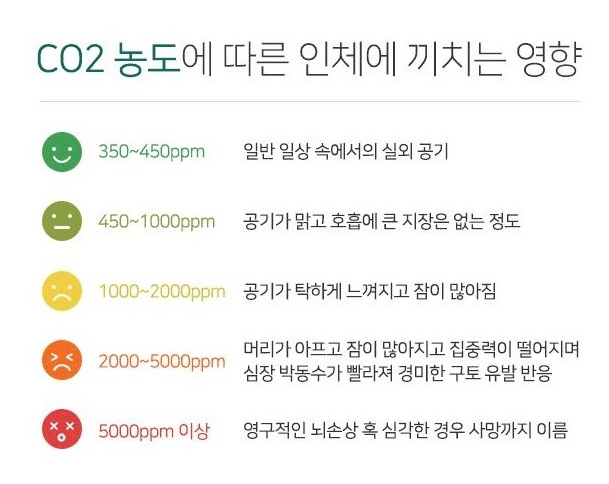 CO2 농도에 따른 인체에 끼치는 영향
350~450ppm 일반 일상 속에서의 실외 공기
450~1000ppm 공기가 맑고 호흡에 큰 지장은 없는 정도
1000~2000ppm 공기가 탁하게 느껴지고 잠이 많아짐
2000~5000ppm 머리가 아프고 잠이 많아지고 집중력이 떨어지며
심장 박동수가 빨라져 경미한 구토 유발 반응
5000ppm 이상 영구적인 뇌손상 혹 심각한 경우 사망까지 이름